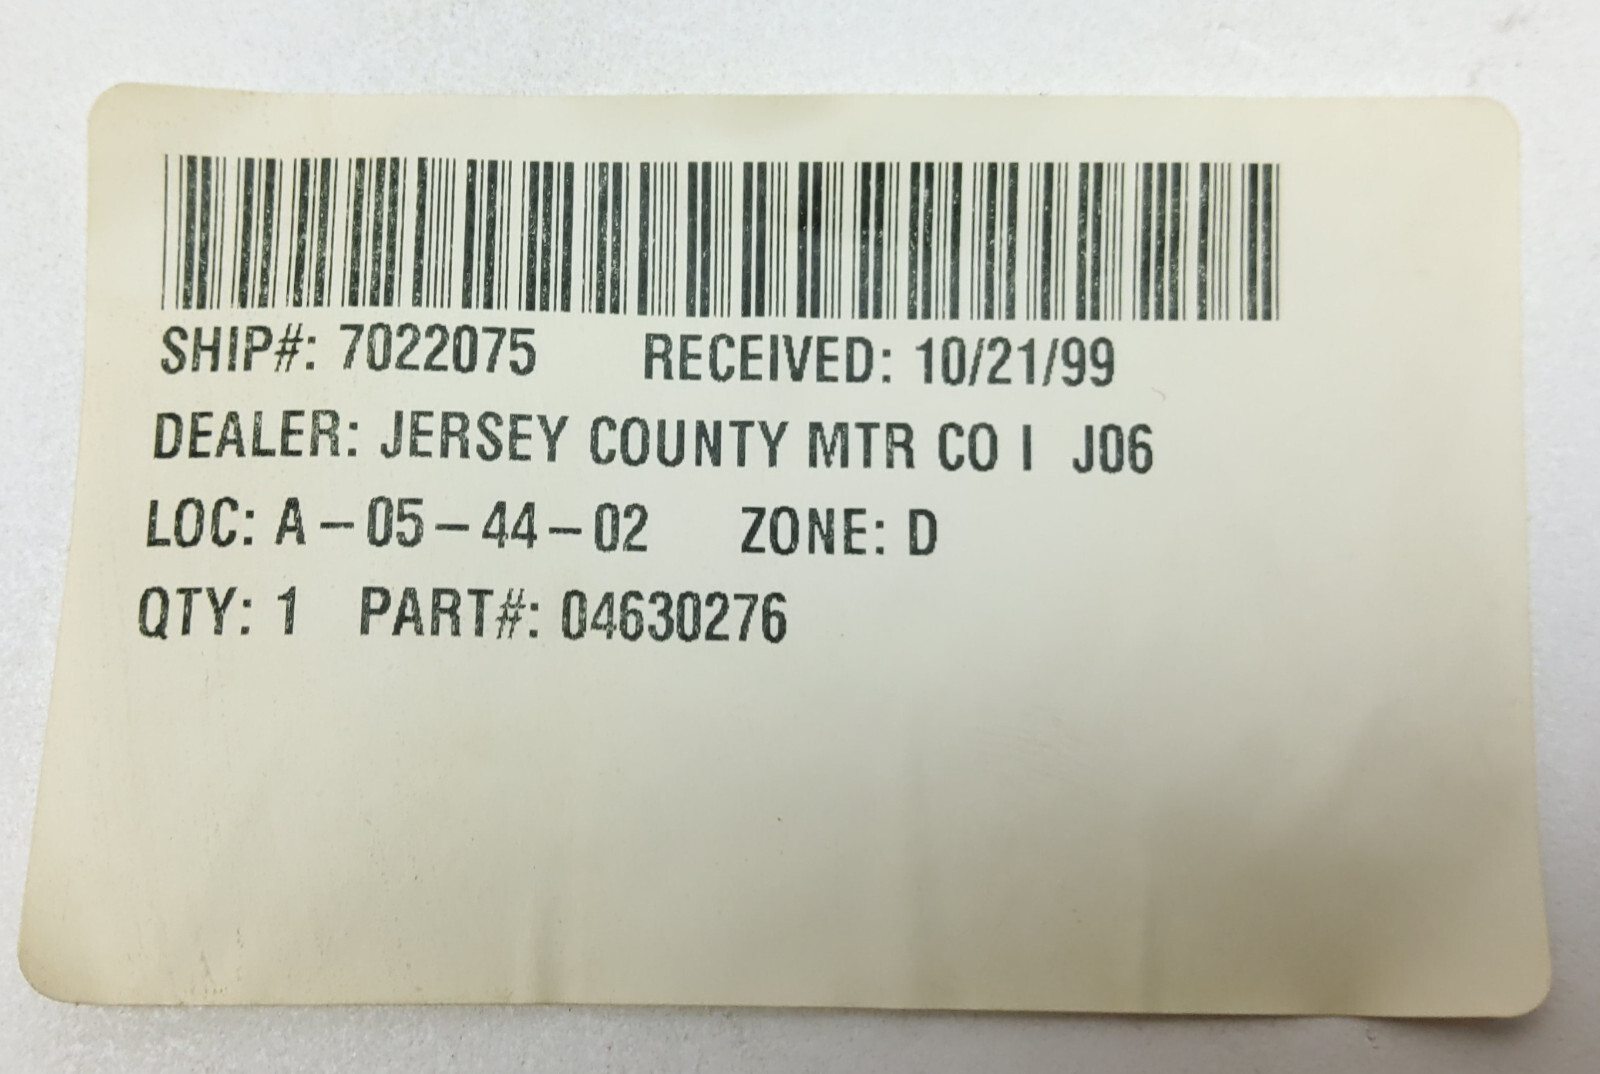 SHIP#: 7022075 RECEIVED: 10/21/99
DEALER: JERSEY COUNTY MTR CO I J06
LOC: A-05-44-02 ZONE: D
QTY: 1 PART#: 04630276